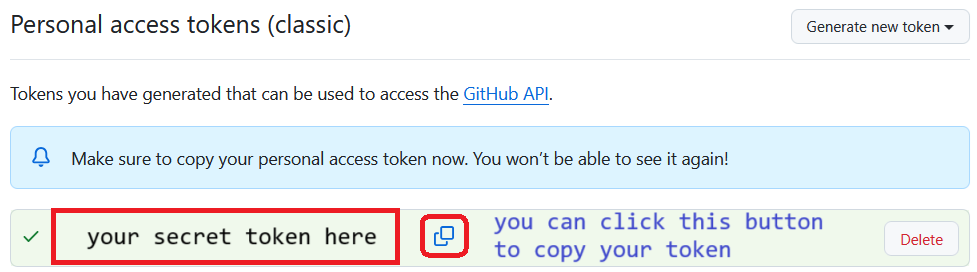 Personal access tokens (classic)
Generate new token
Tokens you have generated that can be used to access the GitHub API.
Make sure to copy your personal access token now. You won’t be able to see it again!
your secret token here
you can click this button
to copy your token
Delete